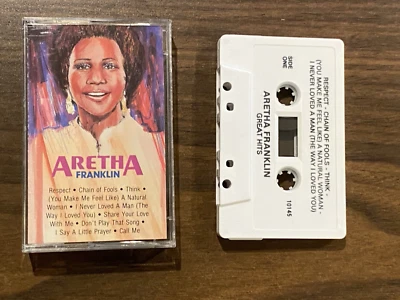 ARETHA
FRANKLIN
Respect • Chain of Fools • Think •
(You Make Me Feel Like) A Natural
Woman • I Never Loved A Man (The
Way I Loved You) • Share Your Love
With Me • Don't Play That Song •
I Say A Little Prayer • Call Me
SIDE
ONE
ARETHA FRANKLIN
GREAT HITS
RESPECT - CHAIN OF FOOLS - THINK -
(YOU MAKE ME FEEL LIKE) A NATURAL WOMAN -
I NEVER LOVED A MAN (THE WAY I LOVED YOU)
10145